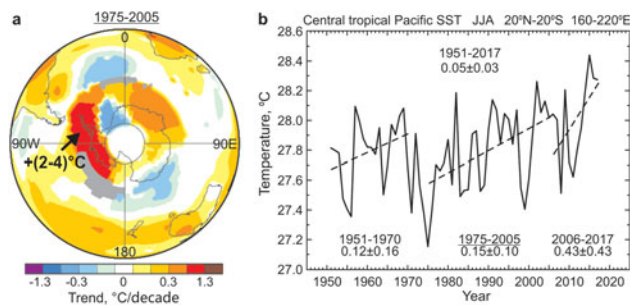 a
1975-2005
0
90W
90E
+(2-4)°C
180
-1.3 -0.3 0 0.3 1.3
Trend, °C/decade
b
Central tropical Pacific SST JJA 20°N-20°S 160-220°E
28.6
28.4
28.2
28.0
27.8
27.6
27.4
27.2
27.0
Temperature, °C
1951-2017
0.05±0.03
1951-1970
0.12±0.16
1975-2005
0.15±0.10
2006-2017
0.43±0.43
1950 1960 1970 1980 1990 2000 2010 2020
Year